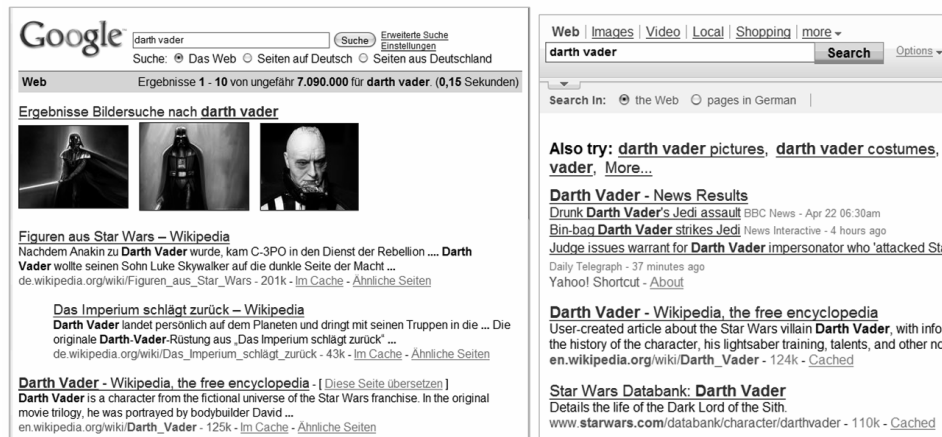 Google
darth vader
Suche
Erweiterte Suche
Einstellungen
Suche: Das Web Seiten auf Deutsch Seiten aus Deutschland
Web Ergebnisse 1 - 10 von ungefähr 7.090.000 für darth vader. (0,15 Sekunden)
Ergebnisse Bildersuche nach darth vader
Figuren aus Star Wars – Wikipedia
Nachdem Anakin zu Darth Vader wurde, kam C-3PO in den Dienst der Rebellion .... Darth
Vader wollte seinen Sohn Luke Skywalker auf die dunkle Seite der Macht ...
de.wikipedia.org/wiki/Figuren_aus_Star_Wars - 201k - Im Cache - Ähnliche Seiten
Das Imperium schlägt zurück – Wikipedia
Darth Vader landet persönlich auf dem Planeten und dringt mit seinen Truppen in die ... Die
originale Darth-Vader-Rüstung aus „Das Imperium schlägt zurück" ...
de.wikipedia.org/wiki/Das_Imperium_schlägt_zurück - 43k - Im Cache - Ähnliche Seiten
Darth Vader - Wikipedia, the free encyclopedia - [ Diese Seite übersetzen ]
Darth Vader is a character from the fictional universe of the Star Wars franchise. In the original
movie trilogy, he was portrayed by bodybuilder David ...
en.wikipedia.org/wiki/Darth_Vader - 125k - Im Cache - Ähnliche Seiten
Web | Images | Video | Local | Shopping | more
darth vader
Search
Options
Search In: the Web pages in German
Also try: darth vader pictures, darth vader costumes,
vader, More...
Darth Vader - News Results
Drunk Darth Vader's Jedi assault BBC News - Apr 22 06:30am
Bin-bag Darth Vader strikes Jedi News Interactive - 4 hours ago
Judge issues warrant for Darth Vader impersonator who 'attacked Sta
Daily Telegraph - 37 minutes ago
Yahoo! Shortcut - About
Darth Vader - Wikipedia, the free encyclopedia
User-created article about the Star Wars villain Darth Vader, with info
the history of the character, his lightsaber training, talents, and other no
en.wikipedia.org/wiki/Darth_Vader - 124k - Cached
Star Wars Databank: Darth Vader
Details the life of the Dark Lord of the Sith.
www.starwars.com/databank/character/darthvader - 110k - Cached